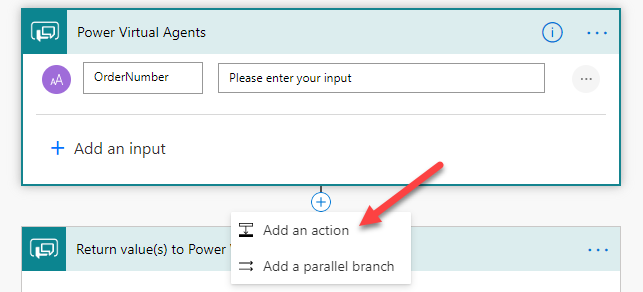 Power Virtual Agents
OrderNumber
Please enter your input
Add an input
Add an action
Return value(s) to Power
Add a parallel branch